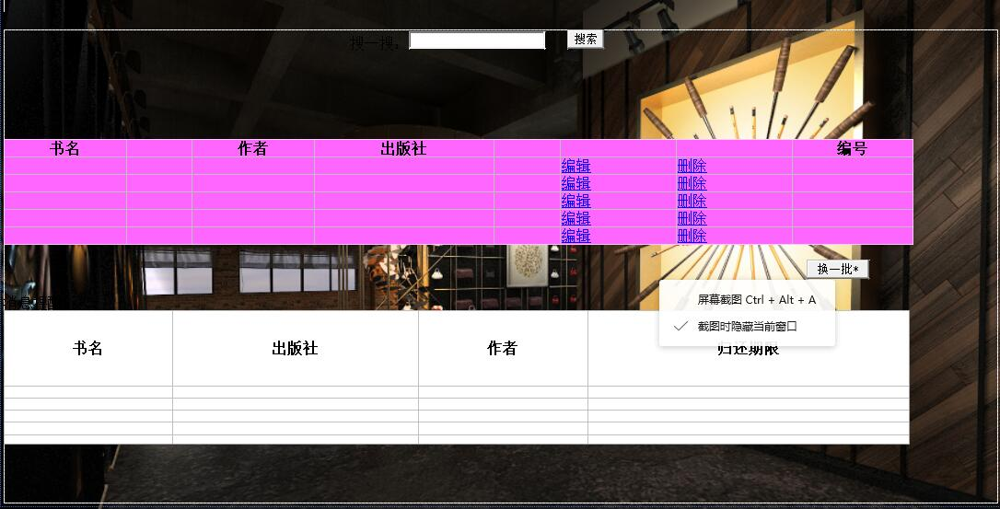 搜一搜： 搜索
书名 作者 出版社 编号
编辑 删除
编辑 删除
编辑 删除
编辑 删除
编辑 删除
换一批*
屏幕截图 Ctrl + Alt + A
截图时隐藏当前窗口
书名 出版社 作者 归还期限